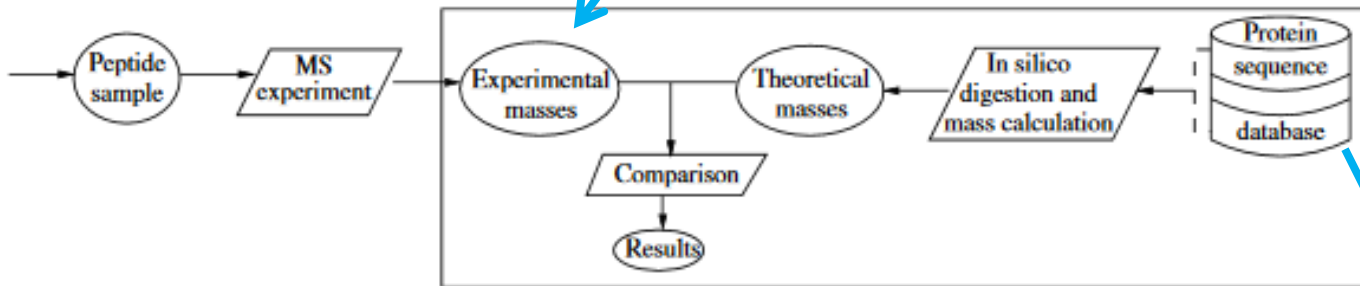 Peptide
sample
MS
experiment
Experimental
masses
Theoretical
masses
In silico
digestion and
mass calculation
Protein
sequence
database
Comparison
Results